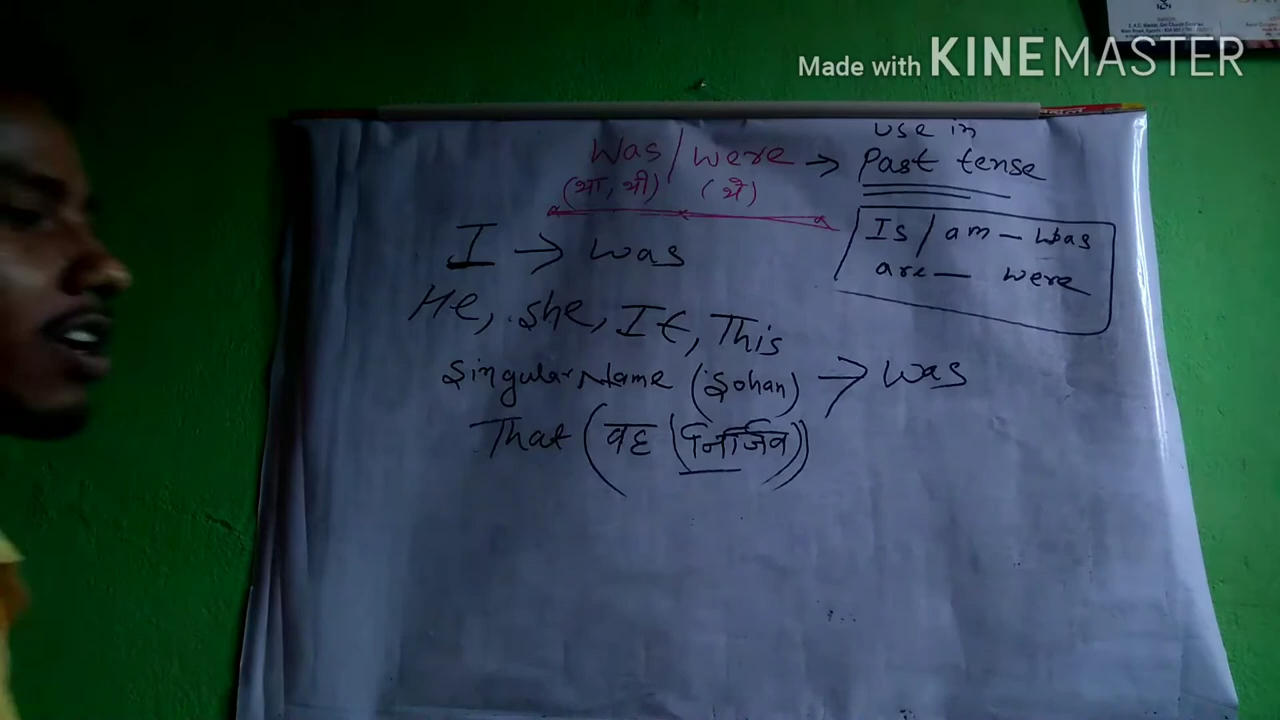 Made with KINEMASTER
Was / were → use in
Past tense
(था, थी) (थे)
I → was
Is / am — was
are — were
He, she, It, This
Singular Name (Sohan) → was
That (वह (निर्जिव))